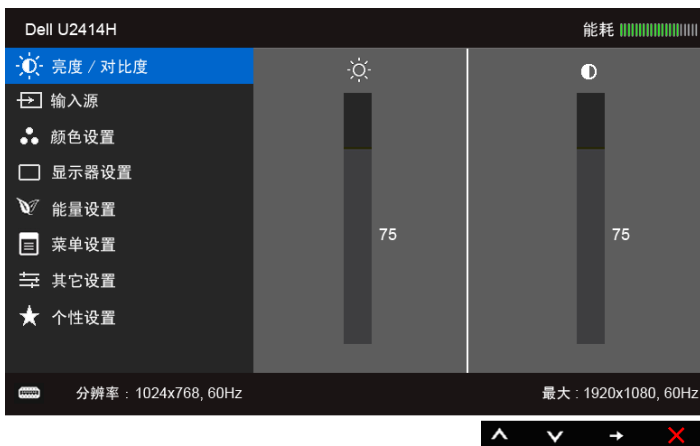 Dell U2414H
能耗
亮度 / 对比度
输入源
颜色设置
显示器设置
能量设置
菜单设置
其它设置
个性设置
75
75
分辨率 : 1024x768, 60Hz
最大 : 1920x1080, 60Hz